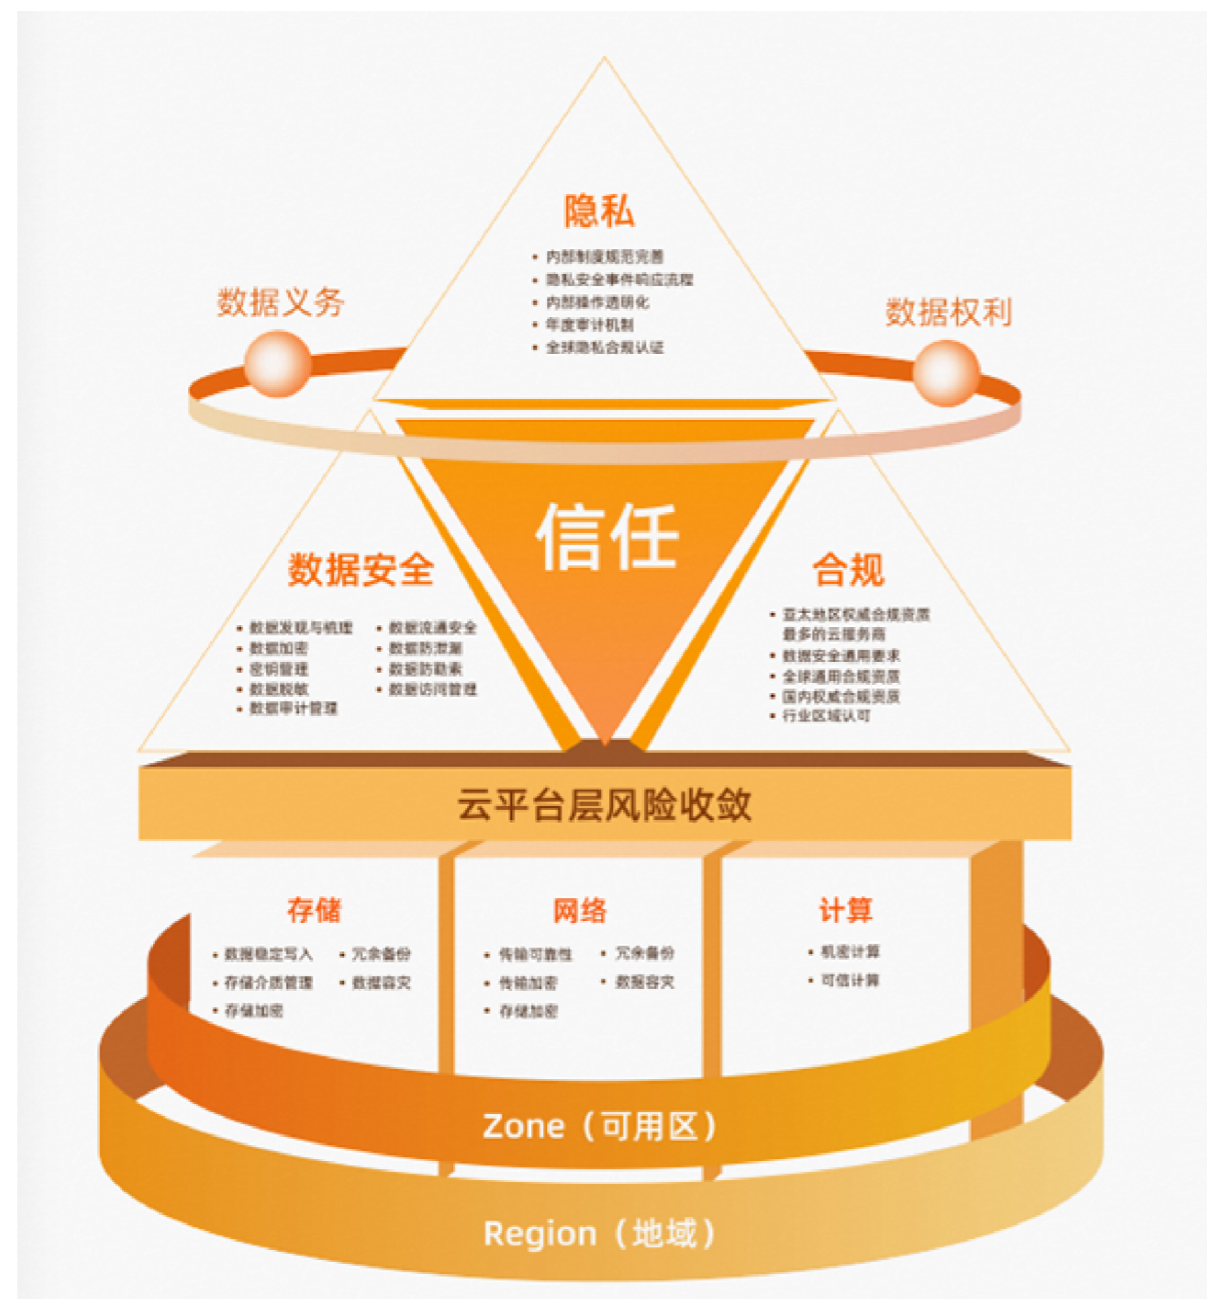 隐私
• 内部制度规范完善
• 隐私安全事件响应流程
• 内部操作透明化
• 年度审计机制
• 全球隐私合规认证
数据义务
数据权利
信任
数据安全
• 数据发现与梳理
• 数据加密
• 密钥管理
• 数据脱敏
• 数据审计管理
• 数据流通安全
• 数据防泄漏
• 数据防勒索
• 数据访问管理
合规
• 亚太地区权威合规资质
最多的云服务商
• 数据安全通用要求
• 全球通用合规资质
• 国内权威合规资质
• 行业区域认可
云平台层风险收敛
存储
• 数据稳定写入
• 存储介质管理
• 存储加密
• 冗余备份
• 数据容灾
网络
• 传输可靠性
• 传输加密
• 存储加密
• 冗余备份
• 数据容灾
计算
• 机密计算
• 可信计算
Zone（可用区）
Region（地域）